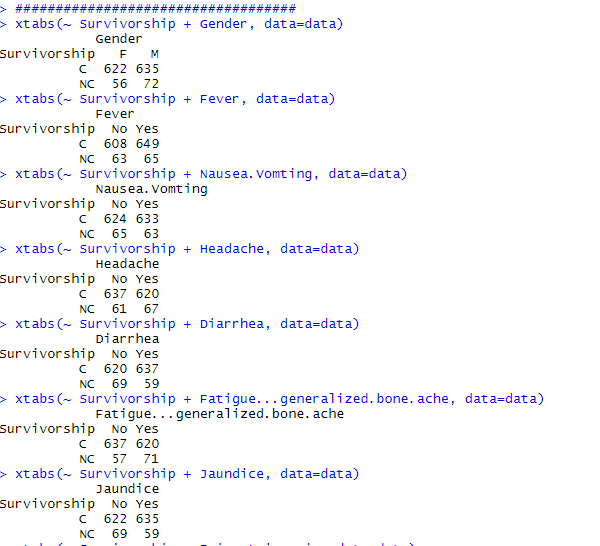 > ###################################
> xtabs(~ Survivorship + Gender, data=data)
Gender
Survivorship F M
C 622 635
NC 56 72
> xtabs(~ Survivorship + Fever, data=data)
Fever
Survivorship No Yes
C 608 649
NC 63 65
> xtabs(~ Survivorship + Nausea.Vomting, data=data)
Nausea.Vomting
Survivorship No Yes
C 624 633
NC 65 63
> xtabs(~ Survivorship + Headache, data=data)
Headache
Survivorship No Yes
C 637 620
NC 61 67
> xtabs(~ Survivorship + Diarrhea, data=data)
Diarrhea
Survivorship No Yes
C 620 637
NC 69 59
> xtabs(~ Survivorship + Fatigue...generalized.bone.ache, data=data)
Fatigue...generalized.bone.ache
Survivorship No Yes
C 637 620
NC 57 71
> xtabs(~ Survivorship + Jaundice, data=data)
Jaundice
Survivorship No Yes
C 622 635
NC 69 59